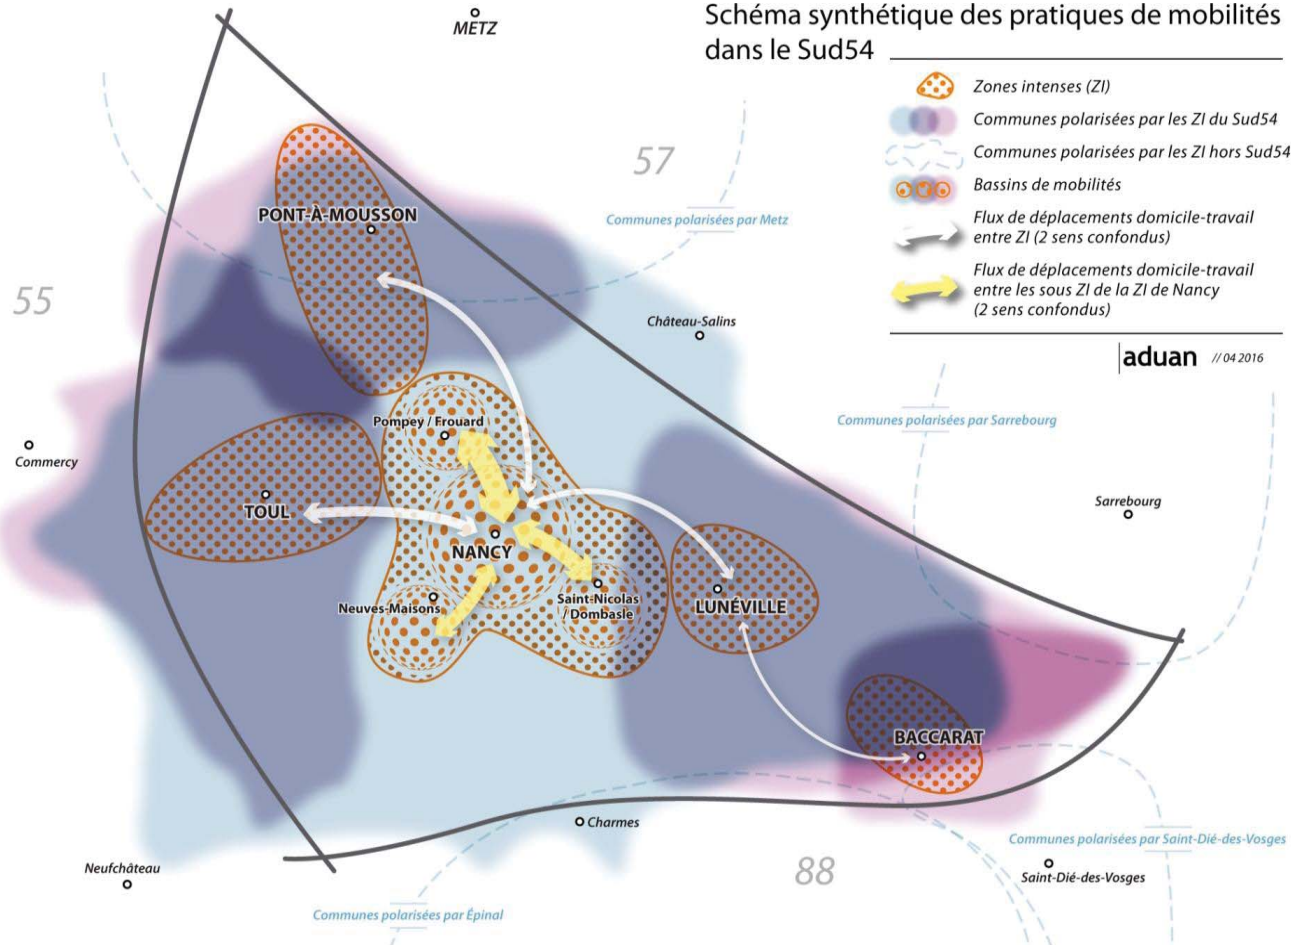 Schéma synthétique des pratiques de mobilités
dans le Sud54
Zones intenses (ZI)
Communes polarisées par les ZI du Sud54
Communes polarisées par les ZI hors Sud54
Bassins de mobilités
Flux de déplacements domicile-travail
entre ZI (2 sens confondus)
Flux de déplacements domicile-travail
entre les sous ZI de la ZI de Nancy
(2 sens confondus)
aduan // 04 2016
METZ
57
PONT-À-MOUSSON
Communes polarisées par Metz
55
Château-Salins
Pompey / Frouard
Communes polarisées par Sarrebourg
Commercy
Sarrebourg
TOUL
NANCY
Neuves-Maisons
Saint-Nicolas
/ Dombasle
LUNÉVILLE
BACCARAT
Charmes
Communes polarisées par Saint-Dié-des-Vosges
Neufchâteau
88
Saint-Dié-des-Vosges
Communes polarisées par Épinal